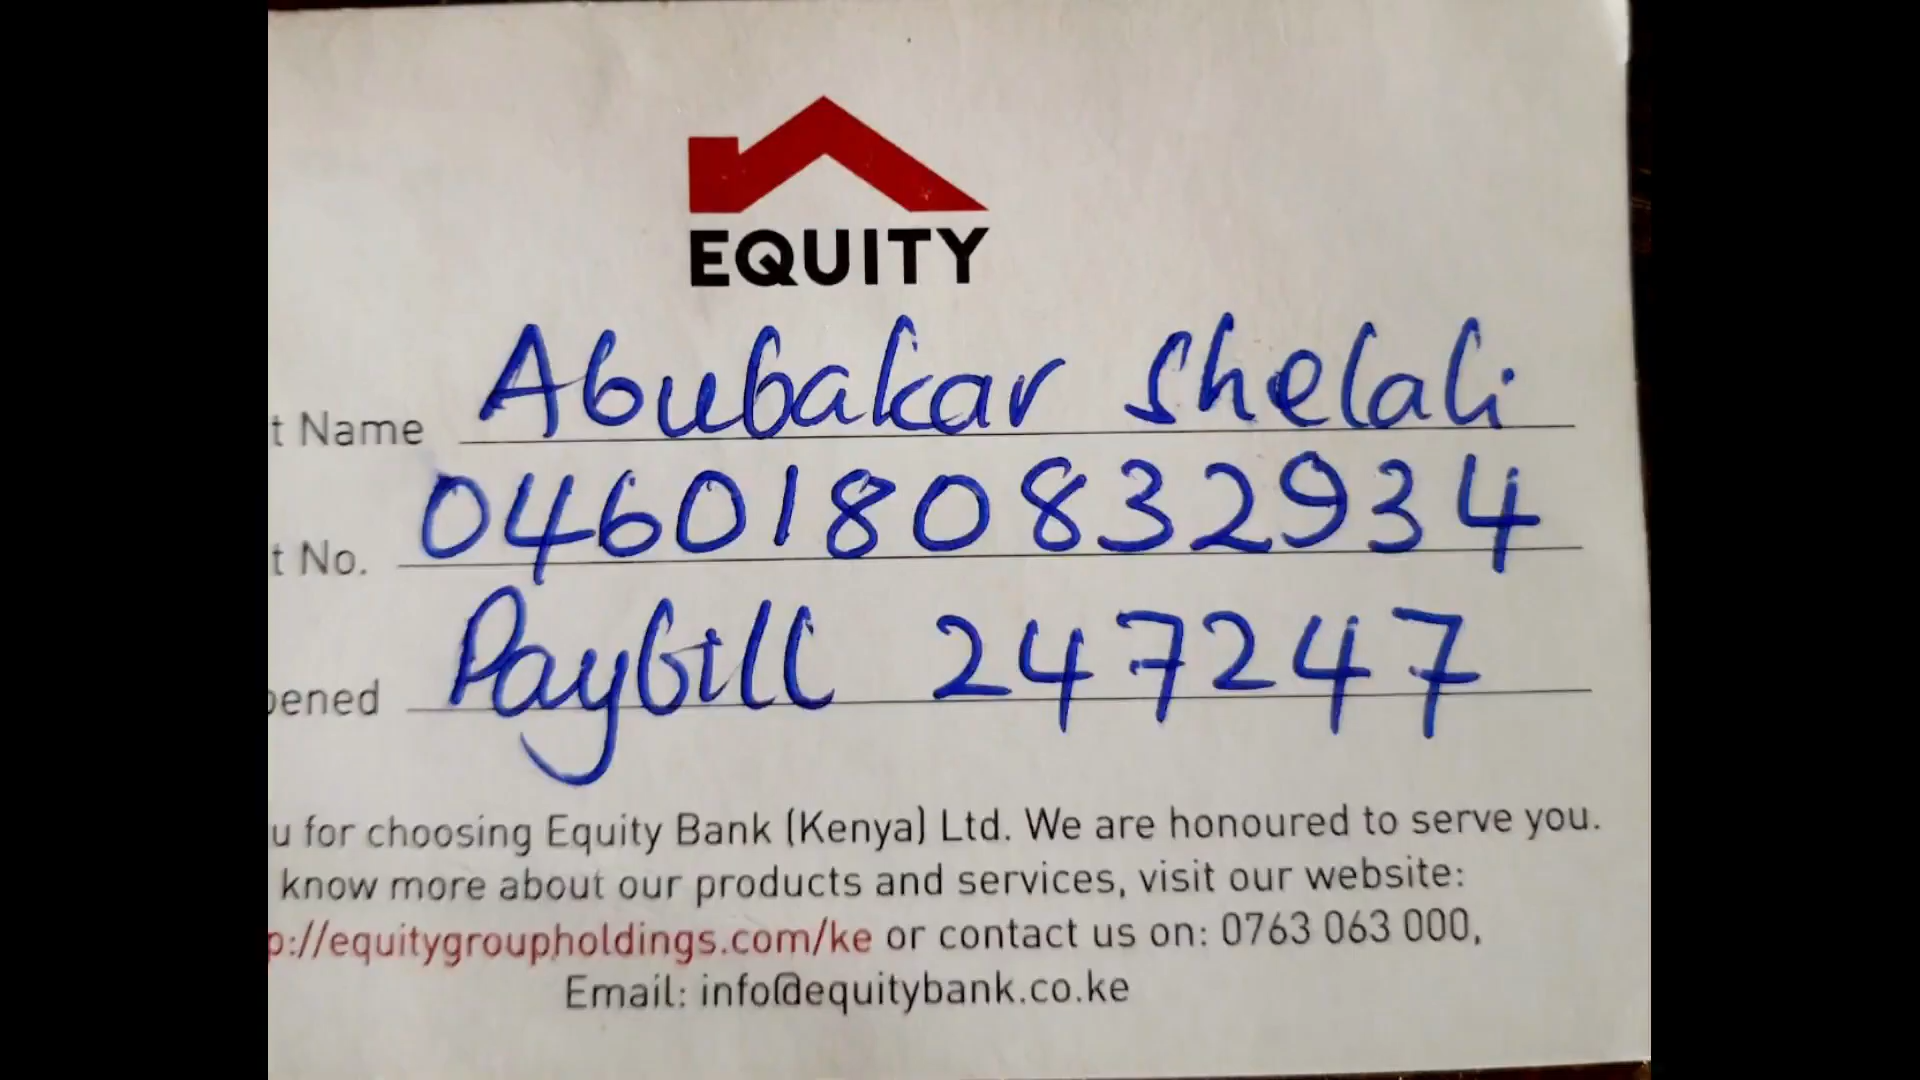 EQUITY
t Name Abubakar Shelali
t No. 0460180832934
pened Paybill 247247
u for choosing Equity Bank (Kenya) Ltd. We are honoured to serve you.
know more about our products and services, visit our website:
p://equitygroupholdings.com/ke or contact us on: 0763 063 000,
Email: info@equitybank.co.ke